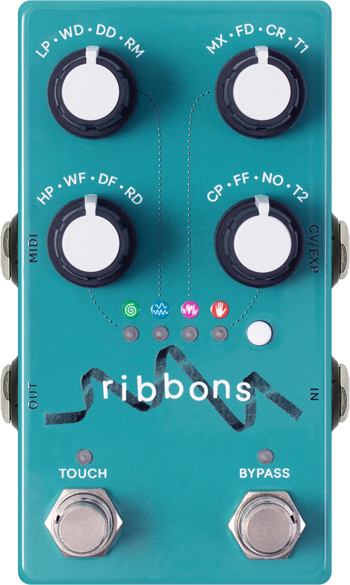 LP • WD • DD • RM
MX • FD • CR • T1
HP • WF • DF • RD
CP • FF • NO • T2
MIDI
CV/EXP
OUT
ribbons
IN
TOUCH
BYPASS